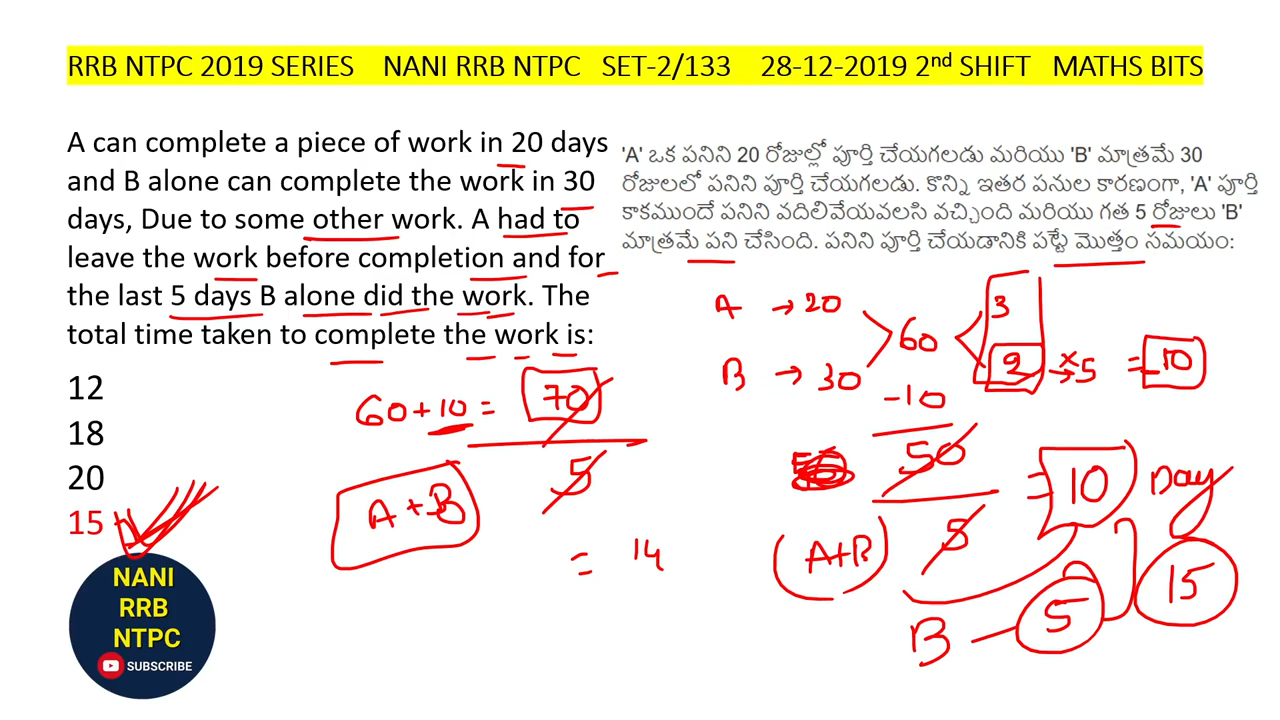 RRB NTPC 2019 SERIES NANI RRB NTPC SET-2/133 28-12-2019 2nd SHIFT MATHS BITS
A can complete a piece of work in 20 days
and B alone can complete the work in 30
days, Due to some other work. A had to
leave the work before completion and for
the last 5 days B alone did the work. The
total time taken to complete the work is:
12
18
20
15
'A' ఒక పనిని 20 రోజుల్లో పూర్తి చేయగలడు మరియు 'B' మాత్రమే 30
రోజులలో పనిని పూర్తి చేయగలడు. కొన్ని ఇతర పనుల కారణంగా, 'A' పూర్తి
కాకముందే పనిని వదిలివేయవలసి వచ్చింది మరియు గత 5 రోజులు 'B'
మాత్రమే పని చేసింది. పనిని పూర్తి చేయడానికి పట్టే మొత్తం సమయం:
60+10 = 70
5
A+B
= 14
A → 20
60
3
B → 30
2 ×5 = 10
-10
50
= 10 Day
(A+B) 5
15
B - 5
NANI
RRB
NTPC
SUBSCRIBE